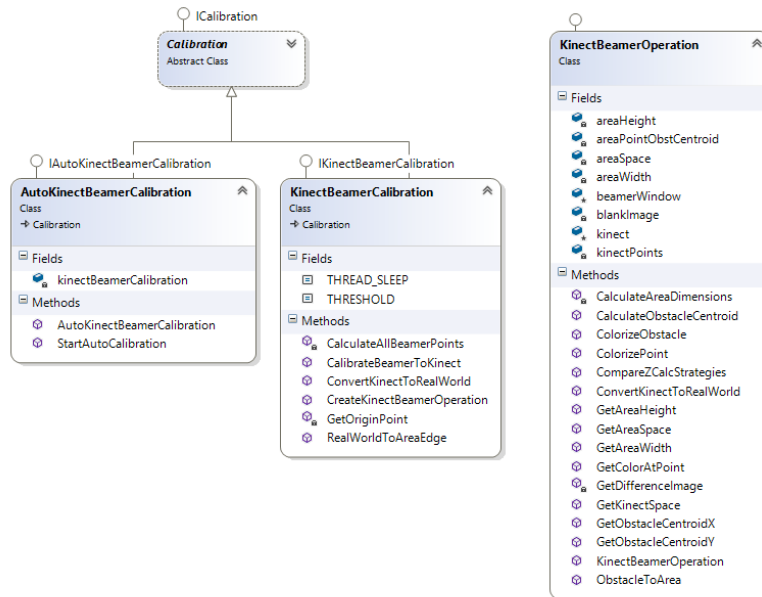 ICalibration
Calibration
Abstract Class
IAutoKinectBeamerCalibration
AutoKinectBeamerCalibration
Class
Calibration
Fields
kinectBeamerCalibration
Methods
AutoKinectBeamerCalibration
StartAutoCalibration
IKinectBeamerCalibration
KinectBeamerCalibration
Class
Calibration
Fields
THREAD_SLEEP
THRESHOLD
Methods
CalculateAllBeamerPoints
CalibrateBeamerToKinect
ConvertKinectToRealWorld
CreateKinectBeamerOperation
GetOriginPoint
RealWorldToAreaEdge
KinectBeamerOperation
Class
Fields
areaHeight
areaPointObstCentroid
areaSpace
areaWidth
beamerWindow
blankImage
kinect
kinectPoints
Methods
CalculateAreaDimensions
CalculateObstacleCentroid
ColorizeObstacle
ColorizePoint
CompareZCalcStrategies
ConvertKinectToRealWorld
GetAreaHeight
GetAreaSpace
GetAreaWidth
GetColorAtPoint
GetDifferenceImage
GetKinectSpace
GetObstacleCentroidX
GetObstacleCentroidY
KinectBeamerOperation
ObstacleToArea